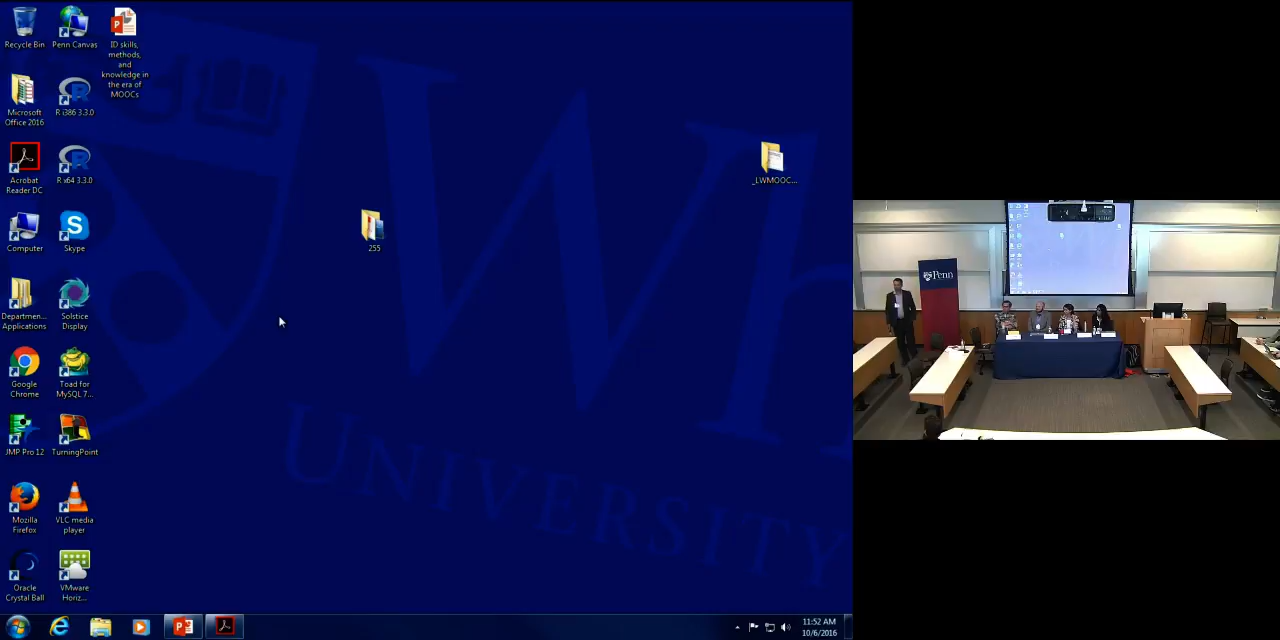 Recycle Bin
Penn Canvas
ID skills,
methods,
and
knowledge in
the era of
MOOCs
Microsoft
Office 2016
R i386 3.3.0
Acrobat
Reader DC
R x64 3.3.0
_LWMOOC...
Computer
Skype
255
Departmen...
Applications
Solstice
Display
Google
Chrome
Toad for
MySQL 7...
JMP Pro 12
TurningPoint
Mozilla
Firefox
VLC media
player
Oracle
Crystal Ball
VMware
Horiz...
Wh
UNIVERSITY
11:52 AM
10/6/2016
Penn